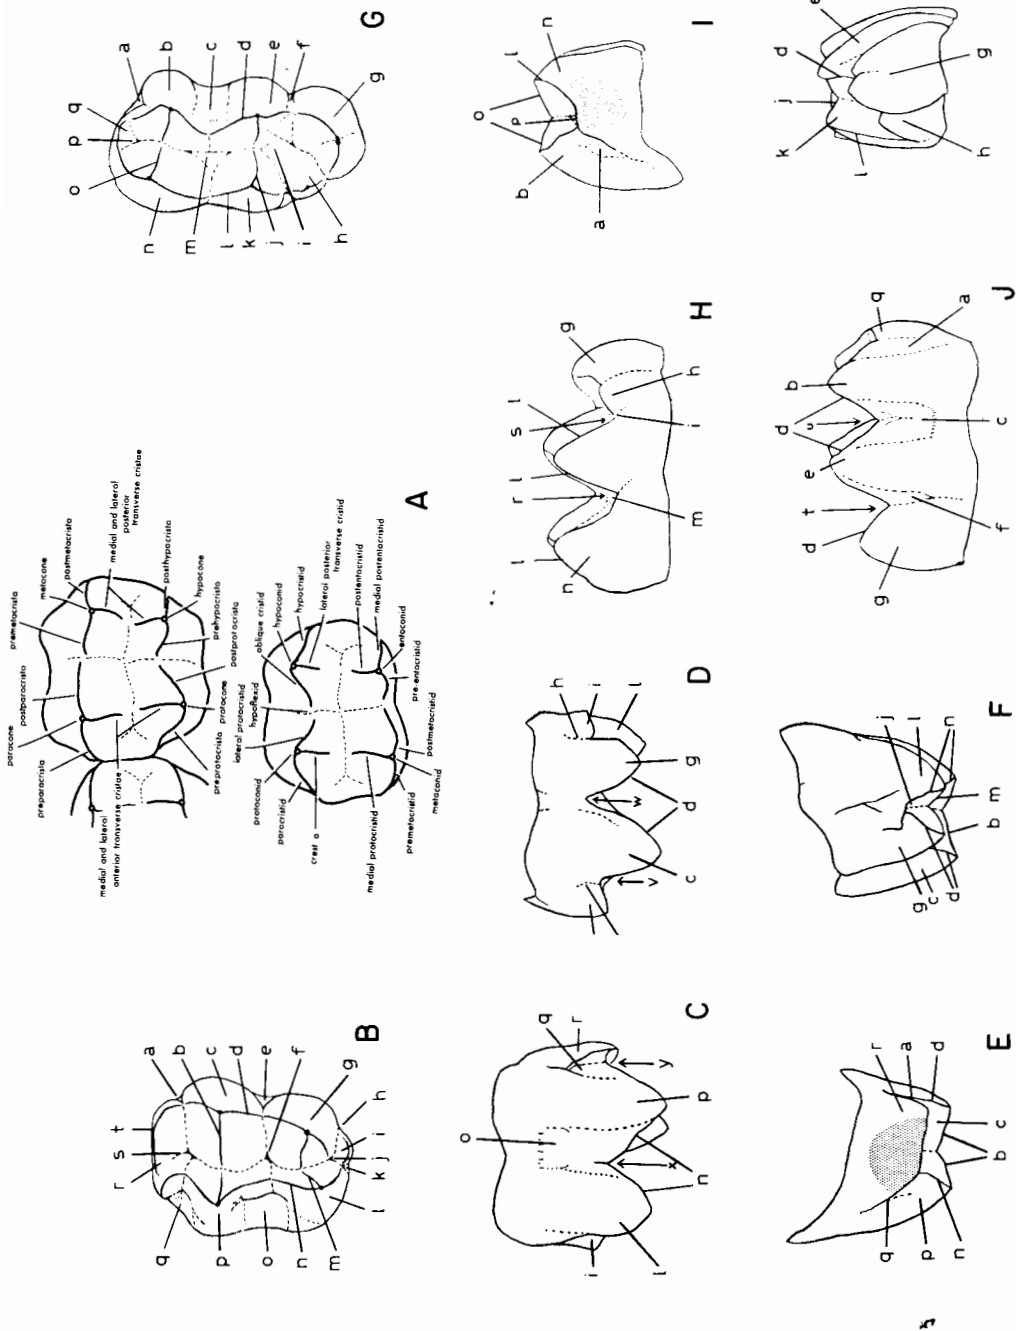 paracone
preparacrista
postparacrista
premetacrista
metacone
postmetacrista
medial and lateral
posterior
transverse cristae
medial and lateral
anterior transverse cristae
preprotocrista
protocone
postprotocrista
prehypocrista
hypocone
posthypocrista
protoconid
paracristid
crest a
lateral protocristid
hypoflexid
oblique cristid
hypoconid
hypocristid
lateral posterior
transverse cristid
postentocristid
medial postentocristid
entoconid
pre-entocristid
medial protocristid
premetacristid
metaconid
postmetacristid
A
r
s
t
a
b
c
d
e
f
g
h
q
p
o
n
m
i
j
k
l
B
o
p
q
n
m
l
k
j
i
h
a
b
c
d
e
f
g
G
o
q
r
p
y
x
n
l
i
C
h
i
l
g
d
w
c
v
D
l
r
l
s
g
n
m
i
h
H
o
l
n
p
b
a
I
r
a
d
c
b
q
p
n
E
j
l
n
m
b
g
c
d
F
g
d
t
e
d
u
b
q
f
c
a
J
k
j
d
e
l
h
g